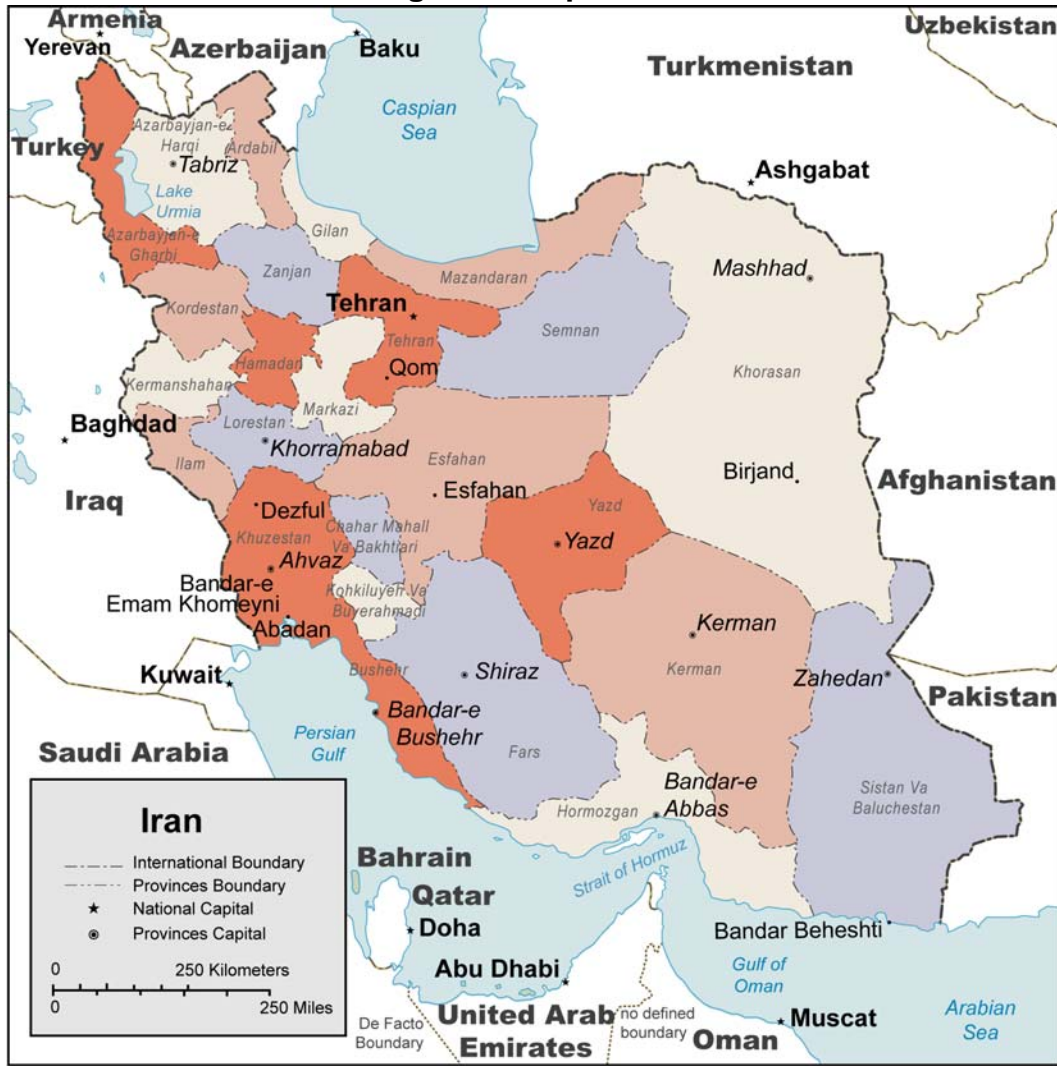 Armenia
Yerevan
Azerbaijan
Baku
Uzbekistan
Turkmenistan
Caspian
Sea
Turkey
Azarbayjan-e
Harqi
Ardabil
Tabriz
Lake
Urmia
Ashgabat
Gilan
Azarbayjan-e
Gharbi
Zanjan
Mazandaran
Mashhad
Kordestan
Tehran
Semnan
Tehran
Hamadan
Qom
Khorasan
Kermanshahan
Markazi
Baghdad
Lorestan
Khorramabad
Ilam
Esfahan
Birjand
Afghanistan
Iraq
Esfahan
Dezful
Yazd
Chahar Mahall
Va Bakhtiari
Khuzestan
Yazd
Ahvaz
Bandar-e
Emam Khomeyni
Kohkiluyeh Va
Buyerahmadi
Abadan
Kerman
Kuwait
Bushehr
Shiraz
Kerman
Zahedan
Pakistan
Bandar-e
Bushehr
Persian
Gulf
Saudi Arabia
Fars
Bandar-e
Abbas
Sistan Va
Baluchestan
Hormozgan
Iran
International Boundary
Provinces Boundary
National Capital
Provinces Capital
0 250 Kilometers
0 250 Miles
Bahrain
Qatar
Strait of Hormuz
Doha
Bandar Beheshti
Abu Dhabi
Gulf of
Oman
United Arab
Emirates
De Facto
Boundary
no defined
boundary
Oman
Muscat
Arabian
Sea